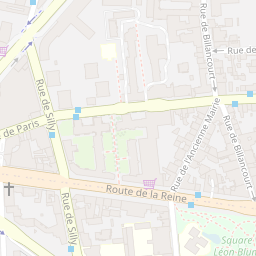 Rue de Billancourt
Rue de
Rue de Silly
de Paris
Rue de l'Ancienne Mairie
Rue de Billancourt
Route de la Reine
Rue de Silly
Square
Léon Blum